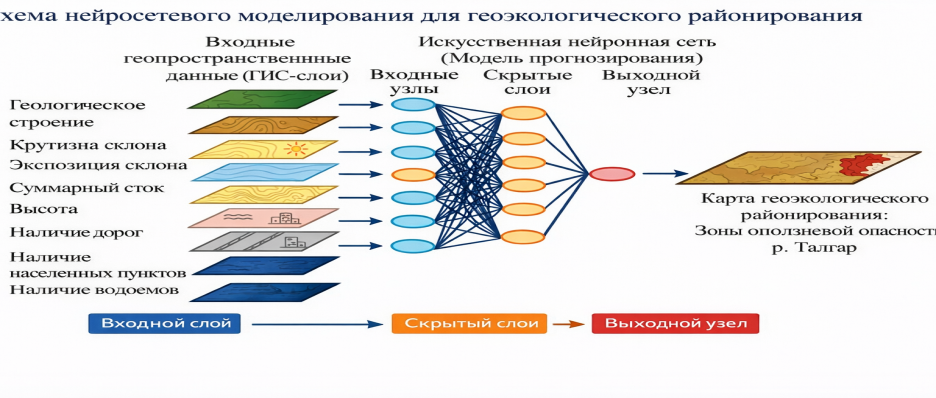 хема нейросетевого моделирования для геоэкологического районирования
Входные
геопространственнные
данные (ГИС-слои)
Искусственная нейронная сеть
(Модель прогнозирования)
Входные
узлы
Скрытые
слои
Выходной
узел
Геологическое
строение
Крутизна склона
Экспозиция склона
Суммарный сток
Высота
Наличие дорог
Наличие
населенных пунктов
Наличие водоемов
Карта геоэкологического
районирования:
Зоны оползневой опасност
р. Талгар
Входной слой
Скрытый слои
Выходной узел